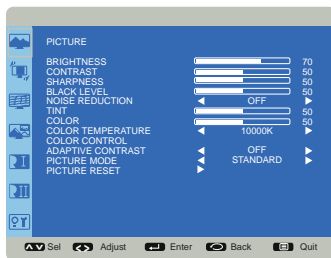 PICTURE
BRIGHTNESS 70
CONTRAST 50
SHARPNESS 50
BLACK LEVEL 50
NOISE REDUCTION OFF
TINT 50
COLOR 50
COLOR TEMPERATURE 10000K
COLOR CONTROL
ADAPTIVE CONTRAST OFF
PICTURE MODE STANDARD
PICTURE RESET
Sel Adjust Enter Back Quit